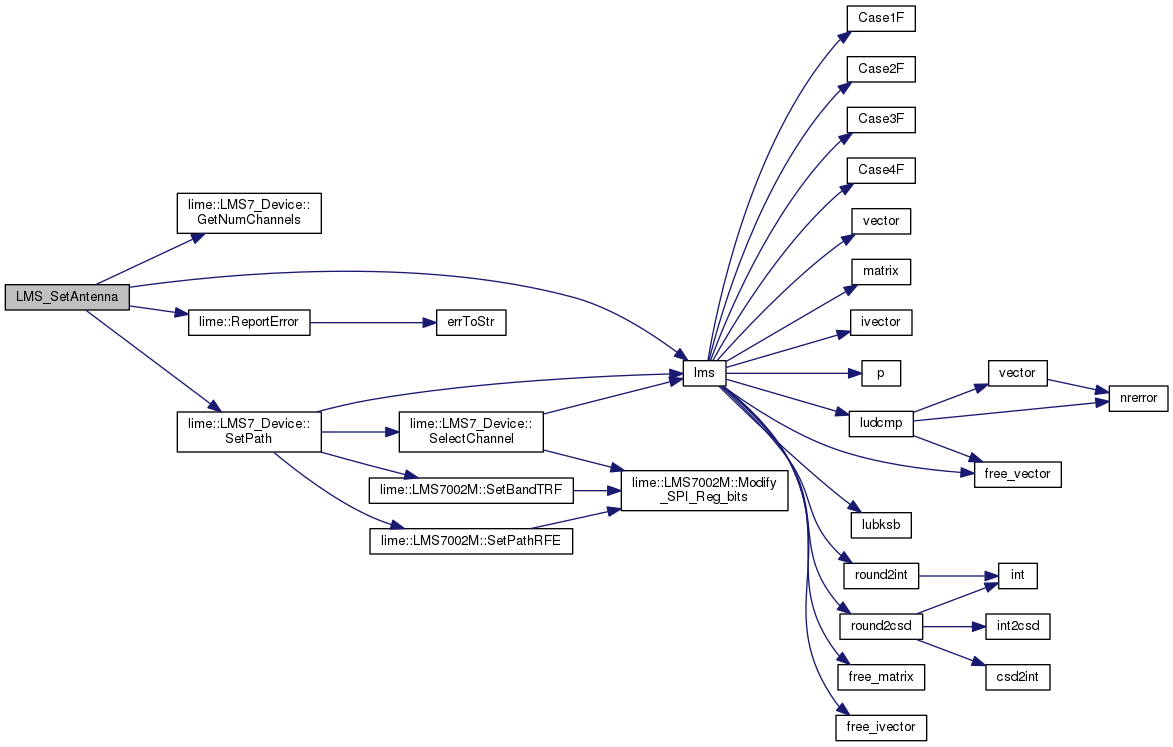 LMS_SetAntenna
lime::LMS7_Device::
GetNumChannels
lime::ReportError
errToStr
lime::LMS7_Device::
SetPath
lime::LMS7_Device::
SelectChannel
lime::LMS7002M::SetBandTRF
lime::LMS7002M::SetPathRFE
lime::LMS7002M::Modify
_SPI_Reg_bits
lms
Case1F
Case2F
Case3F
Case4F
vector
matrix
ivector
p
ludcmp
vector
nrerror
free_vector
lubksb
round2int
int
round2csd
int2csd
csd2int
free_matrix
free_ivector